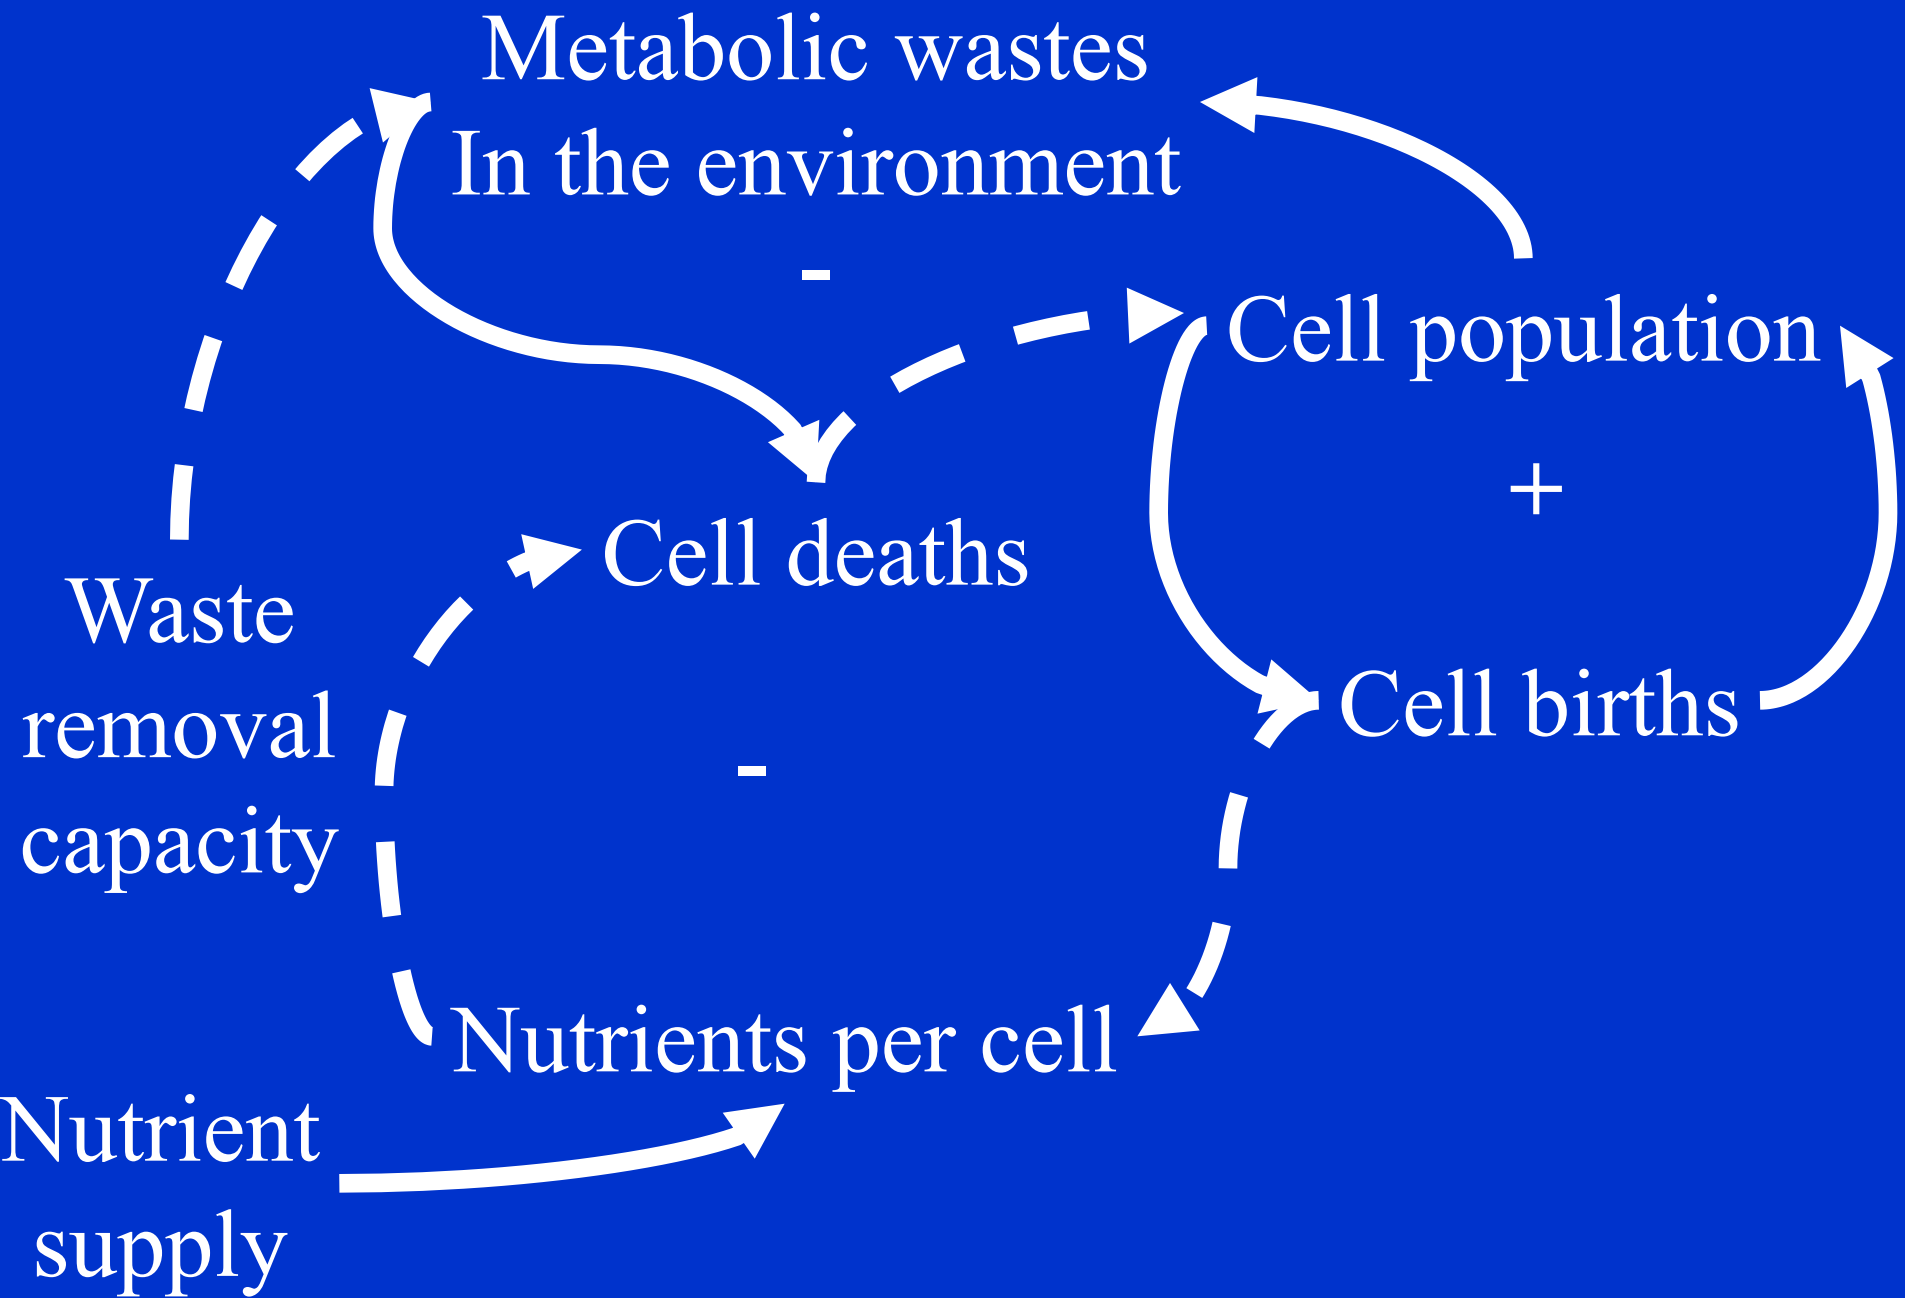 Metabolic wastes
In the environment
-
Cell population
+
Cell deaths
Waste
removal
capacity
Cell births
-
Nutrients per cell
Nutrient
supply